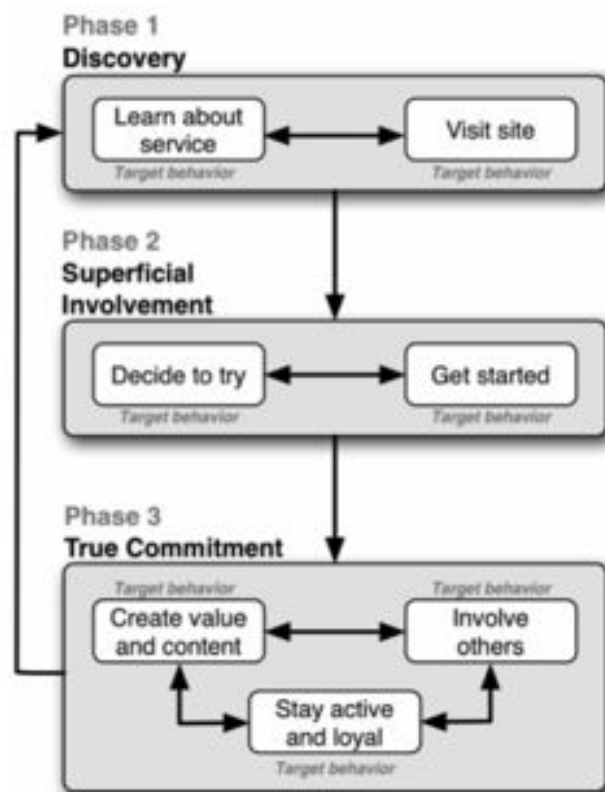 Phase 1
Discovery
Learn about
service
Visit site
Target behavior
Target behavior
Phase 2
Superficial
Involvement
Decide to try
Get started
Target behavior
Target behavior
Phase 3
True Commitment
Target behavior
Target behavior
Create value
and content
Involve
others
Stay active
and loyal
Target behavior